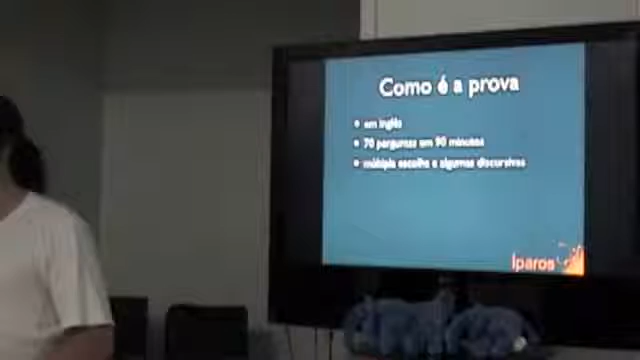 Como é a prova
em inglês
70 perguntas em 90 minutos
múltipla escolha e algumas discursivas
Iparos